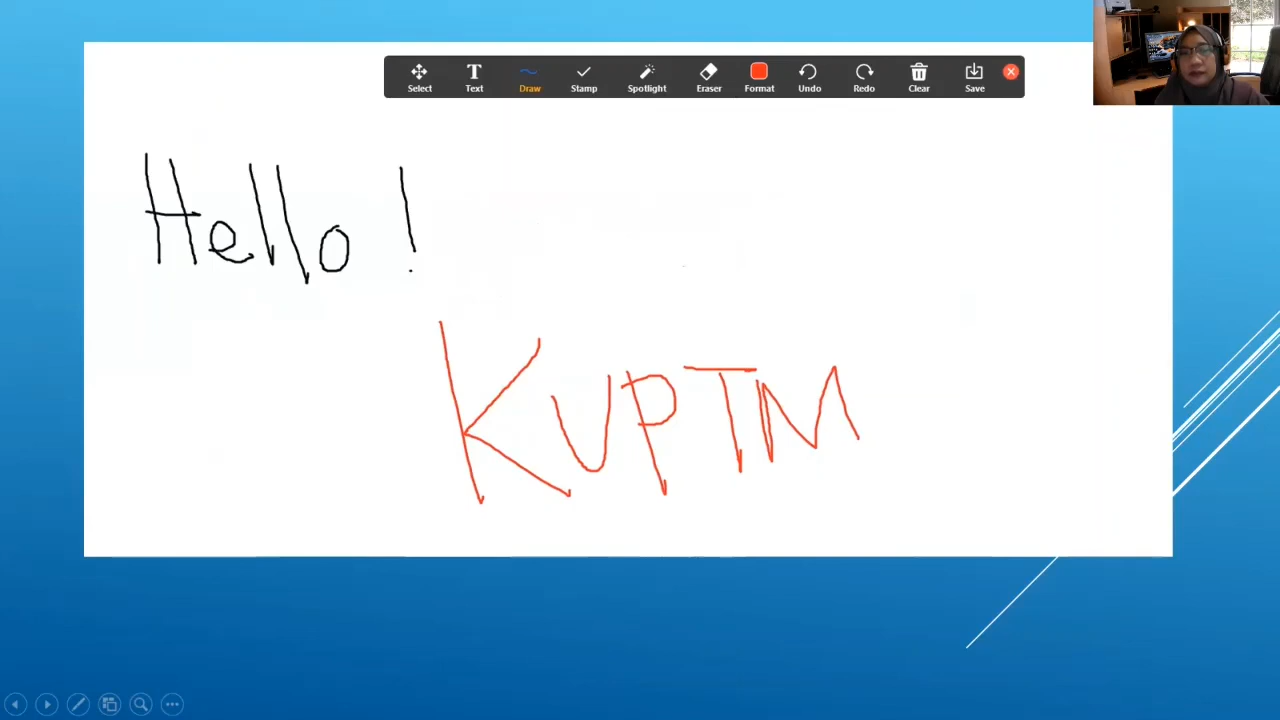 Select Text Draw Stamp Spotlight Eraser Format Undo Redo Clear Save
Hello !
KUPTM